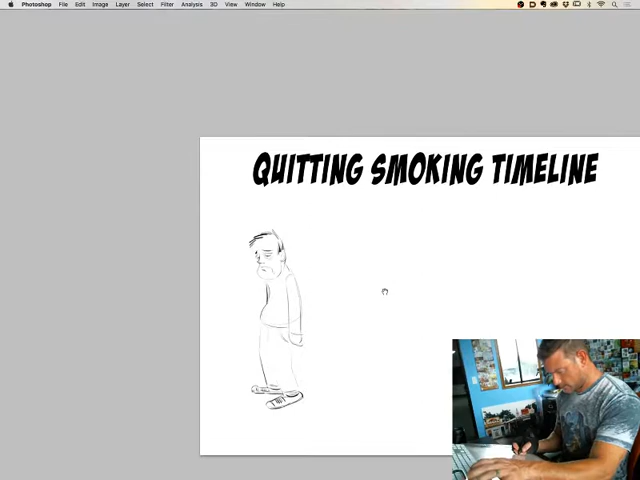 Photoshop File Edit Image Layer Select Filter Analysis 3D View Window Help
QUITTING SMOKING TIMELINE